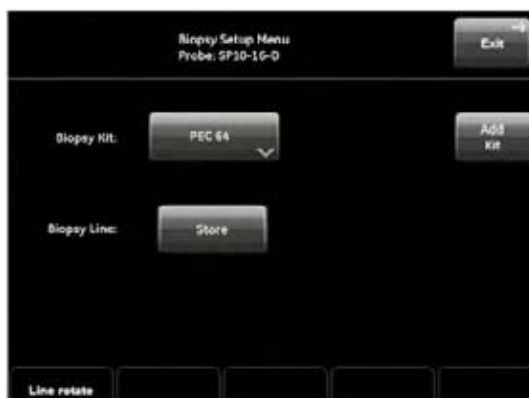 Biopsy Setup Menu
Probe: SP10-16-D
Exit
Biopsy Kit:
PEC 64
Add
Kit
Biopsy Line:
Store
Line rotate